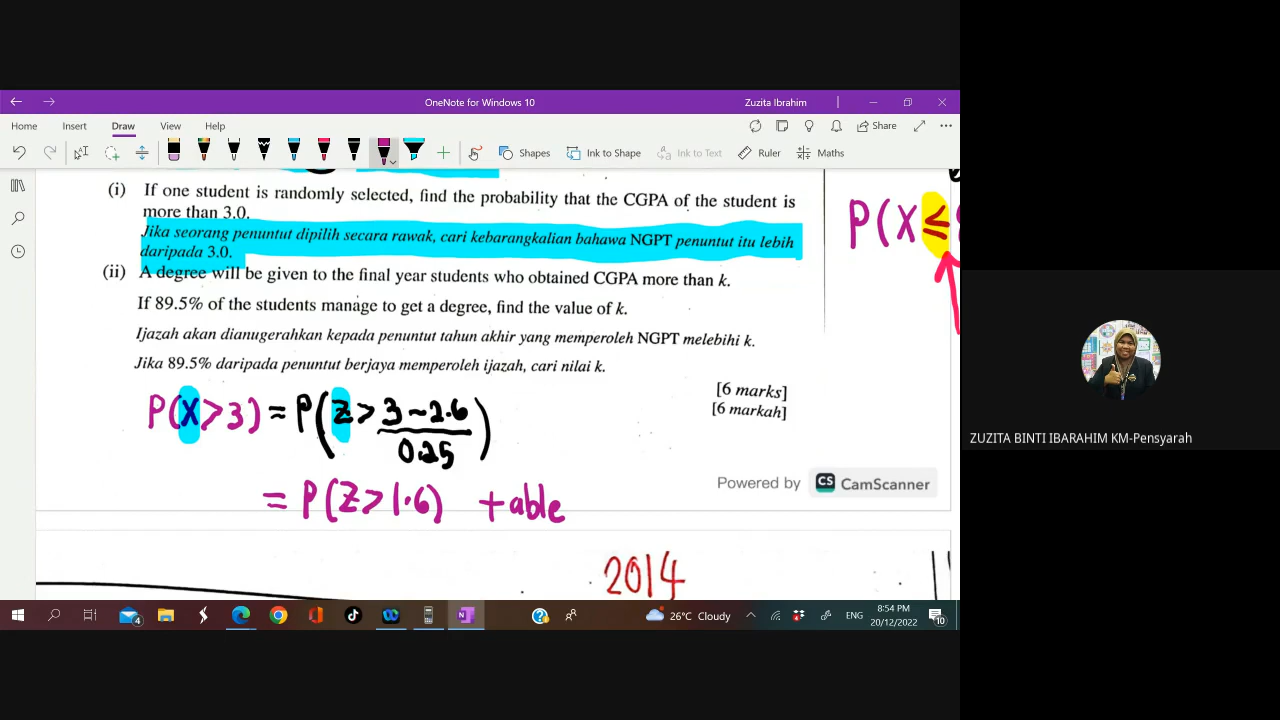 OneNote for Windows 10
Zuzita Ibrahim
Home Insert Draw View Help
Share
Shapes Ink to Shape Ink to Text Ruler Maths
(i) If one student is randomly selected, find the probability that the CGPA of the student is
more than 3.0.
Jika seorang penuntut dipilih secara rawak, cari kebarangkalian bahawa NGPT penuntut itu lebih
daripada 3.0.
(ii) A degree will be given to the final year students who obtained CGPA more than k.
If 89.5% of the students manage to get a degree, find the value of k.
Ijazah akan dianugerahkan kepada penuntut tahun akhir yang memperoleh NGPT melebihi k.
Jika 89.5% daripada penuntut berjaya memperoleh ijazah, cari nilai k.
[6 marks]
[6 markah]
P(X>3) = P(Z > 3-2.6 / 0.25)
= P(Z>1.6) table
P(X ≤
Powered by CS CamScanner
2014
ZUZITA BINTI IBARAHIM KM-Pensyarah
4
26°C Cloudy
ENG
8:54 PM
20/12/2022
10